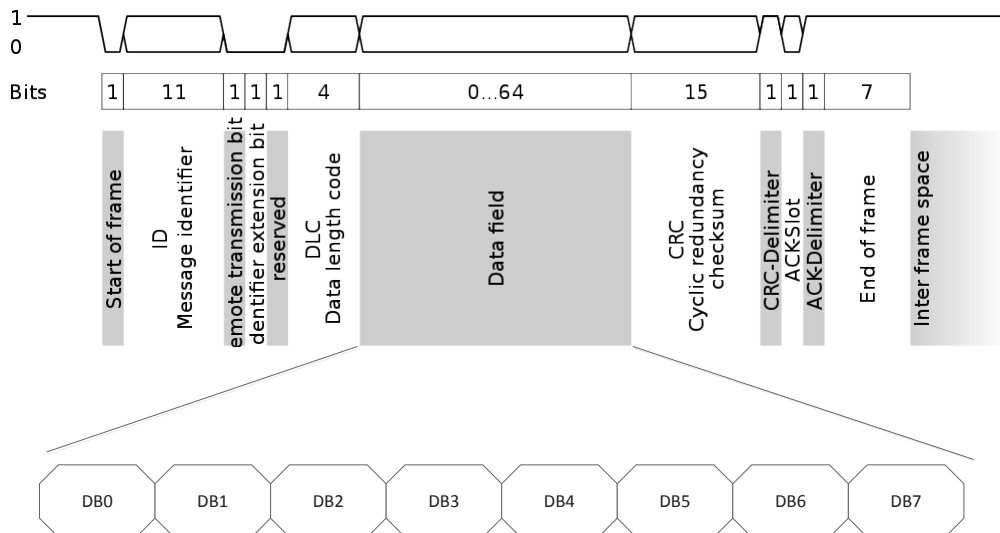 1
0
Bits
1 11 1 1 1 4 0...64 15 1 1 1 7
Start of frame
ID
Message identifier
emote transmission bit
dentifier extension bit
reserved
DLC
Data length code
Data field
CRC
Cyclic redundancy
checksum
CRC-Delimiter
ACK-Slot
ACK-Delimiter
End of frame
Inter frame space
DB0 DB1 DB2 DB3 DB4 DB5 DB6 DB7